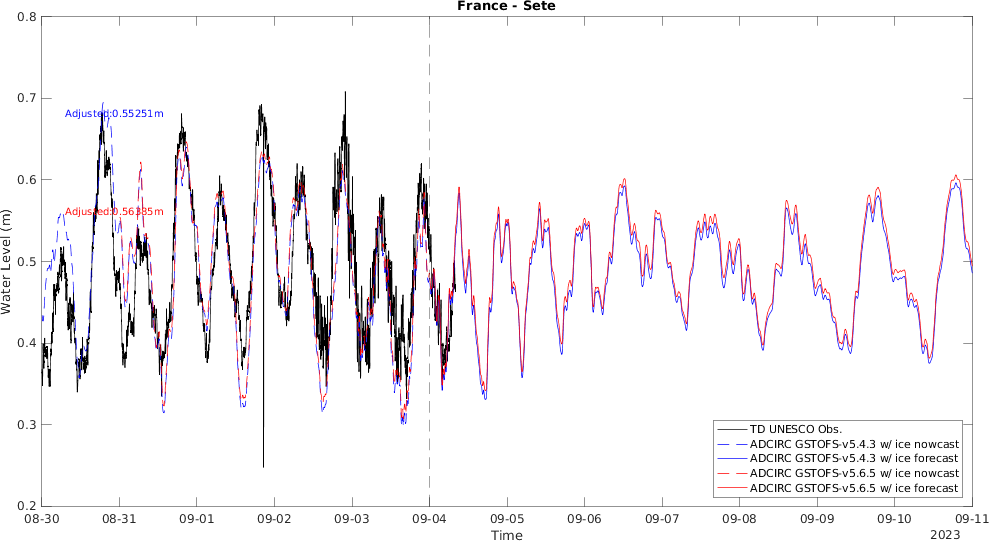 France - Sete
0.8
0.7
0.6
0.5
0.4
0.3
0.2
Water Level (m)
Adjusted:0.55251m
Adjusted:0.56385m
TD UNESCO Obs.
ADCIRC GSTOFS-v5.4.3 w/ ice nowcast
ADCIRC GSTOFS-v5.4.3 w/ ice forecast
ADCIRC GSTOFS-v5.6.5 w/ ice nowcast
ADCIRC GSTOFS-v5.6.5 w/ ice forecast
08-30 08-31 09-01 09-02 09-03 09-04 09-05 09-06 09-07 09-08 09-09 09-10 09-11
Time
2023